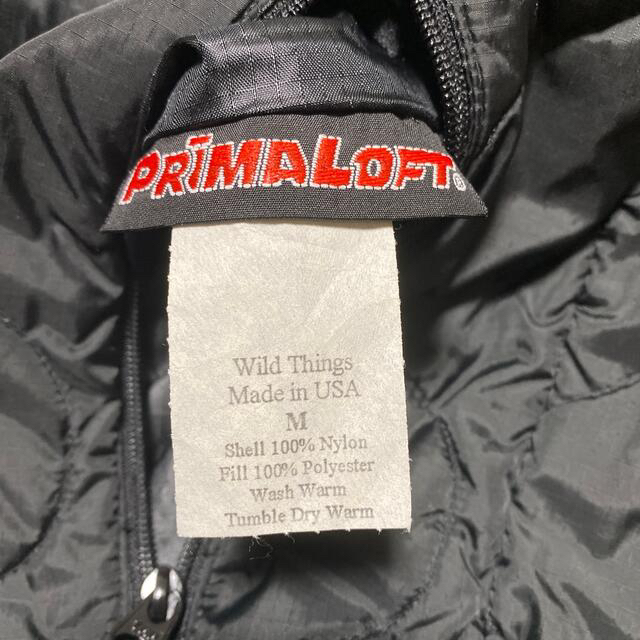 PRIMALOFT®
Wild Things
Made in USA
M
Shell 100% Nylon
Fill 100% Polyester
Wash Warm
Tumble Dry Warm